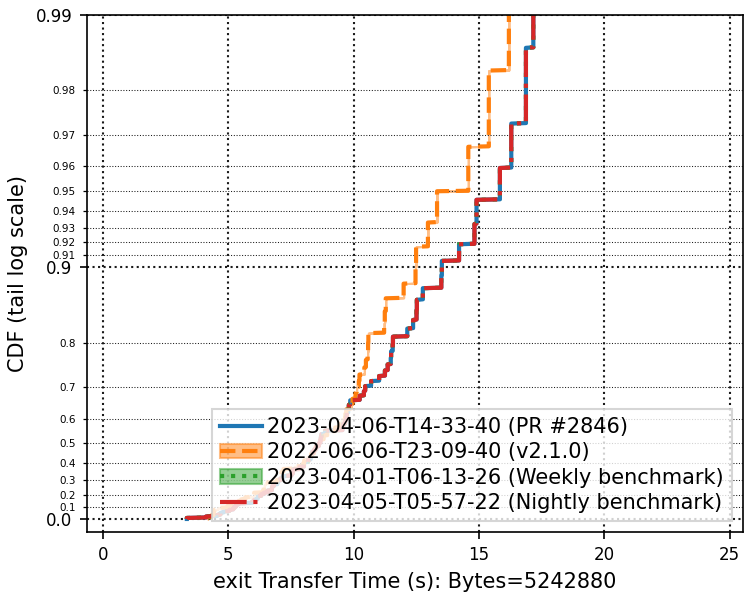 0.99
0.98
0.97
0.96
0.95
0.94
0.93
0.92
0.91
0.9
0.8
0.7
0.6
0.5
0.4
0.3
0.2
0.1
0.0
CDF (tail log scale)
2023-04-06-T14-33-40 (PR #2846)
2022-06-06-T23-09-40 (v2.1.0)
2023-04-01-T06-13-26 (Weekly benchmark)
2023-04-05-T05-57-22 (Nightly benchmark)
0 5 10 15 20 25
exit Transfer Time (s): Bytes=5242880